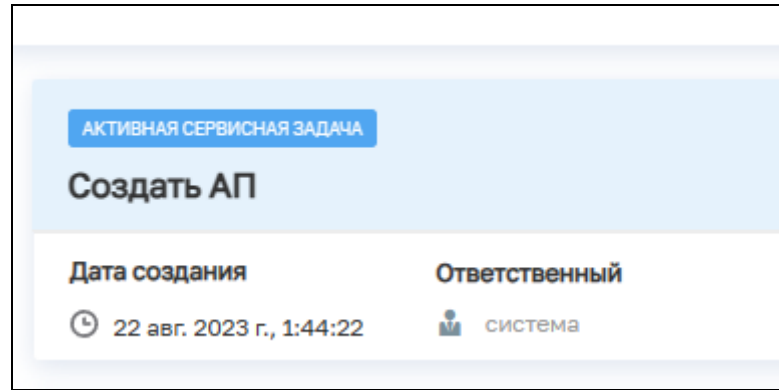 АКТИВНАЯ СЕРВИСНАЯ ЗАДАЧА
Создать АП
Дата создания
Ответственный
22 авг. 2023 г., 1:44:22
система